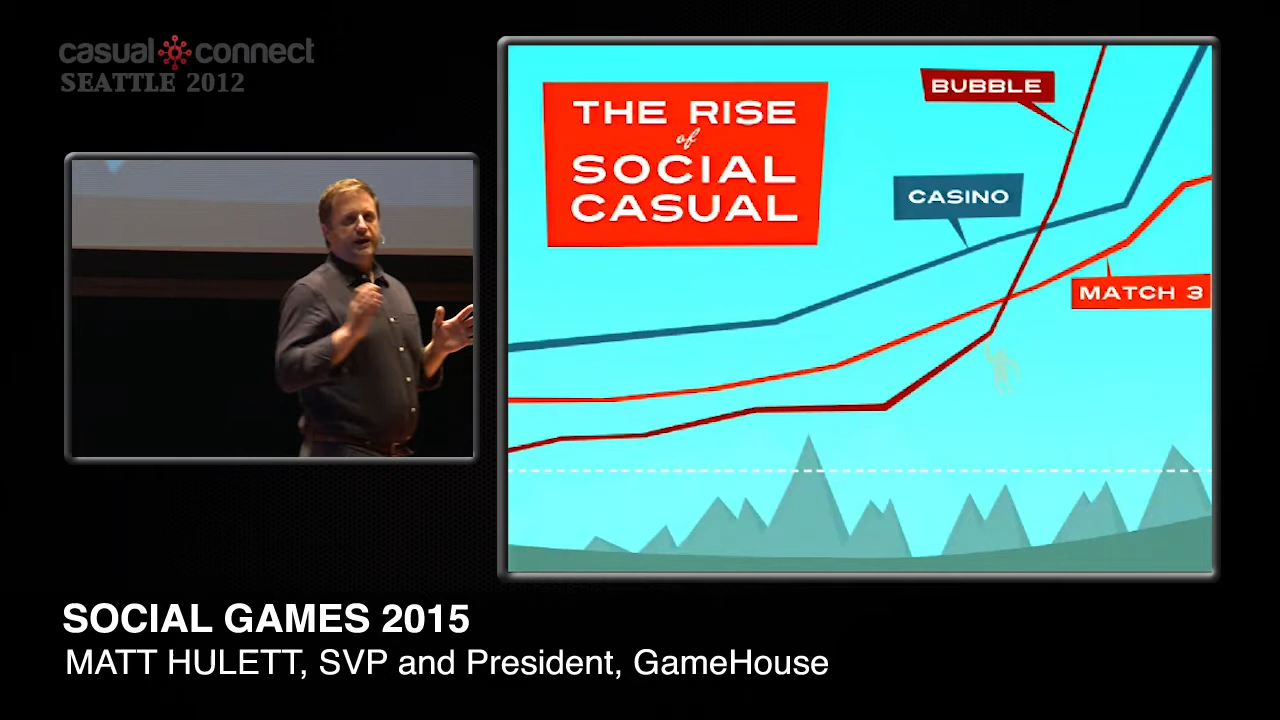 casual connect
SEATTLE 2012
THE RISE
of
SOCIAL
CASUAL
BUBBLE
CASINO
MATCH 3
SOCIAL GAMES 2015
MATT HULETT, SVP and President, GameHouse